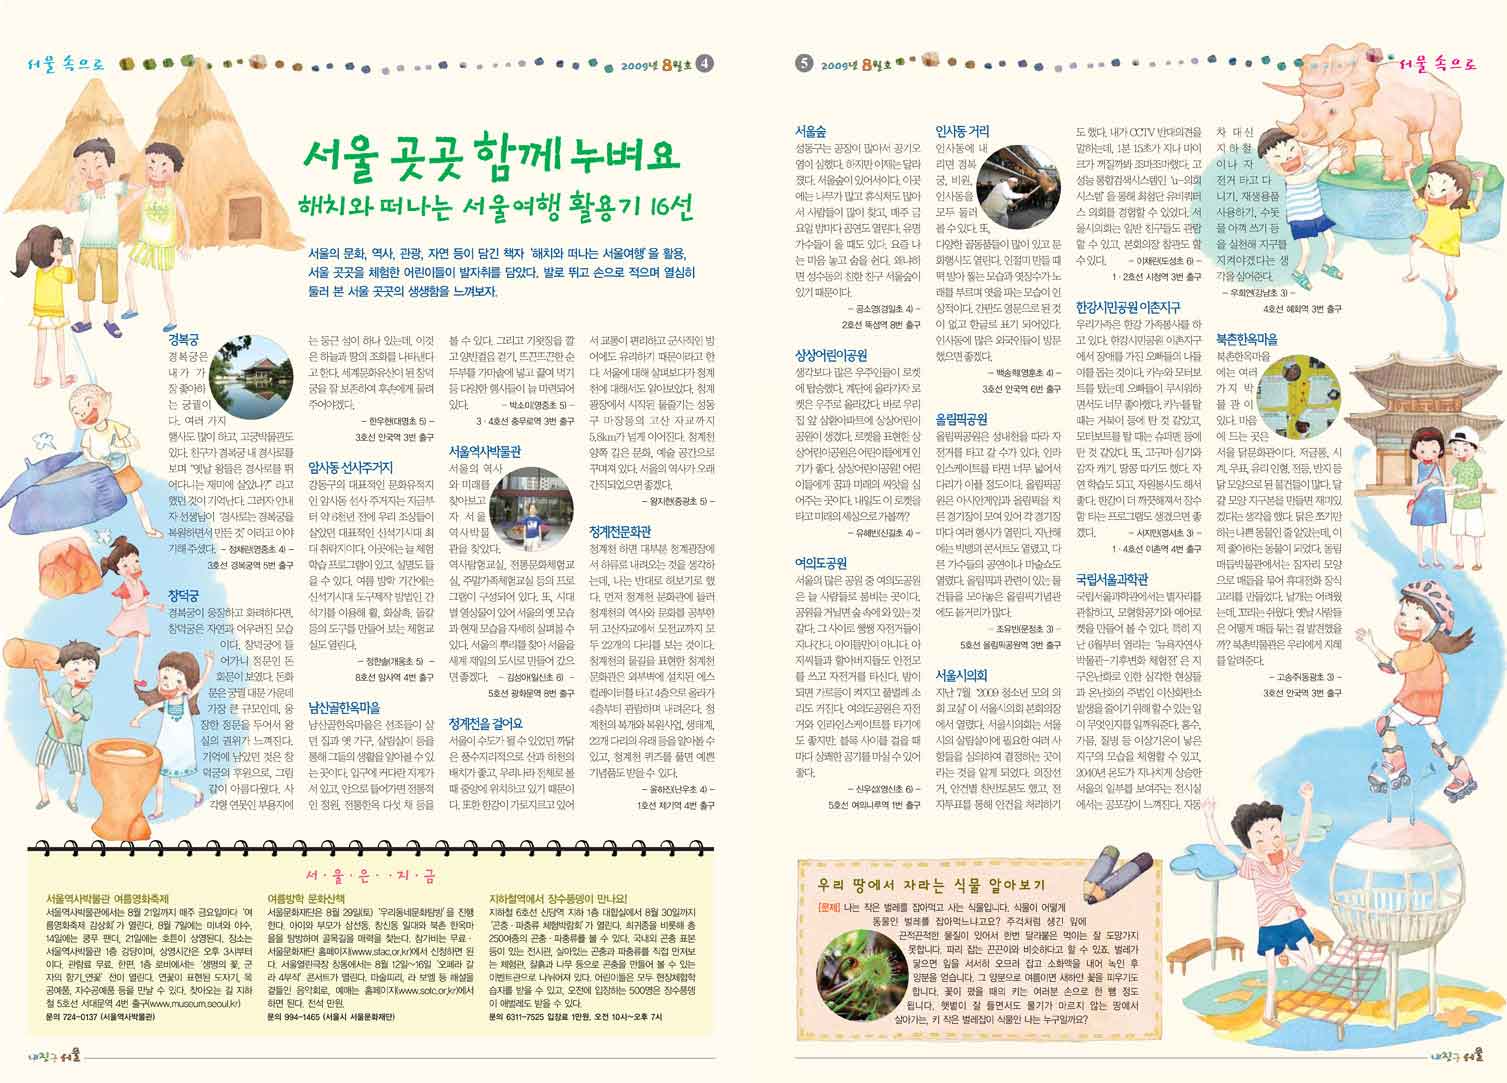 서울 속으로
2009년 8월호 4
서울 곳곳 함께 누벼요
해치와 떠나는 서울여행 활용기 16선
서울의 문화, 역사, 관광, 자연 등이 담긴 책자 '해치와 떠나는 서울여행'을 활용,
서울 곳곳을 체험한 어린이들이 발자취를 담았다. 발로 뛰고 손으로 적으며 열심히
둘러 본 서울 곳곳의 생생함을 느껴보자.
경복궁
경복궁은
내가 가
장 좋아하
는 궁궐이
다. 여러 가지
행사도 많이 하고, 고궁박물관도
있다. 친구가 경복궁 내 경사로를
보며 "옛날 왕들은 경사로를 뛰
어다니는 재미에 살았나?" 라고
했던 것이 기억난다. 그러자 안내
자 선생님이 '경사로는 경복궁을
복원하면서 만든 것' 이라고 이야
기해 주셨다. - 정채린(영중초 4) -
3호선 경복궁역 5번 출구
창덕궁
경복궁이 웅장하고 화려하다면,
창덕궁은 자연과 어우러진 모습
이다. 창덕궁에 들
어가니 정문인 돈
화문이 보였다. 돈화
문은 궁궐 대문 가운데
가장 큰 규모인데, 웅
장한 정문을 두어서 왕
실의 권위가 느껴진다.
기억에 남았던 것은 창
덕궁의 후원으로, 그림
같이 아름다웠다. 사
각형 연못인 부용지에
는 둥근 섬이 하나 있는데, 이것
은 하늘과 땅의 조화를 나타낸다
고 한다. 세계문화유산이 된 창덕
궁을 잘 보존하여 후손에게 물려
주어야겠다.
- 한우현(대명초 5) -
3호선 안국역 3번 출구
암사동 선사주거지
강동구의 대표적인 문화유적지
인 암사동 선사 주거지는 지금부
터 약 6천년 전에 우리 조상들이
살았던 대표적인 신석기시대 최
대 취락지이다. 이곳에는 늘 체험
학습 프로그램이 있고, 설명도 들
을 수 있다. 여름 방학 기간에는
신석기시대 도구제작 방법인 간
석기를 이용해 활, 화살촉, 돌칼
등의 도구를 만들어 보는 체험교
실도 열린다.
- 정한솔(개웅초 5) -
8호선 암사역 4번 출구
남산골한옥마을
남산골한옥마을은 선조들이 살
던 집과 옛 가구, 살림살이 등을
통해 그들의 생활을 알아볼 수 있
는 곳이다. 입구에 커다란 지게가
서 있고, 안으로 들어가면 전통적
인 정원, 전통한옥 다섯 채 등을
볼 수 있다. 그리고 기왓장을 깔
고 양반걸음 걷기, 뜨끈뜨끈한 순
두부를 가마솥에 넣고 끓여 먹기
등 다양한 행사들이 늘 마련되어
있다. - 박소미(영중초 5) -
3·4호선 충무로역 3번 출구
서울역사박물관
서울의 역사
와 미래를
찾아보고
자 서울
역사박물
관을 찾았다.
역사탐험교실, 전통문화체험교
실, 주말가족체험교실 등의 프로
그램이 구성되어 있다. 또, 시대
별 영상물이 있어 서울의 옛 모습
과 현재 모습을 자세히 살펴볼 수
있다. 서울의 뿌리를 찾아 서울을
세계 제일의 도시로 만들어 갔으
면 좋겠다. - 김성아(일신초 6) -
5호선 광화문역 8번 출구
청계천을 걸어요
서울이 수도가 될 수 있었던 까닭
은 풍수지리적으로 산과 하천의
배치가 좋고, 우리나라 전체로 볼
때 중앙에 위치하고 있기 때문이
다. 또한 한강이 가로지르고 있어
서 교통이 편리하고 군사적인 방
어에도 유리하기 때문이라고 한
다. 서울에 대해 살펴보다가 청계
천에 대해서도 알아보았다. 청계
광장에서 시작된 물줄기는 성동
구 마장동의 고산 자교까지
5.8km가 넘게 이어진다. 청계천
양쪽 길은 문화, 예술 공간으로
꾸며져 있다. 서울의 역사가 오래
간직되었으면 좋겠다.
- 왕지현(중광초 5) -
청계천문화관
청계천 하면 대부분 청계광장에
서 하류로 내려오는 것을 생각하
는데, 나는 반대로 해보기로 했
다. 먼저 청계천 문화관에 들러
청계천의 역사와 문화를 공부한
뒤 고산자교에서 모전교까지 모
두 22개의 다리를 보는 것이다.
청계천의 물길을 표현한 청계천
문화관은 외부벽에 설치된 에스
컬레이터를 타고 4층으로 올라가
4층부터 관람하며 내려온다. 청
계천의 복개와 복원사업, 생태계,
22개 다리의 유래 등을 알아볼 수
있고, 청계천 퀴즈를 풀면 예쁜
기념품도 받을 수 있다.
- 윤하진(난우초 4) -
1호선 제기역 4번 출구
서·울·은··지·금
서울역사박물관 여름영화축제
서울역사박물관에서는 8월 21일까지 매주 금요일마다 '여
름영화축제 감상회'가 열린다. 8월 7일에는 미녀와 야수,
14일에는 쿵푸 팬더, 21일에는 호튼이 상영된다. 장소는
서울역사박물관 1층 강당이며, 상영시간은 오후 3시부터
이다. 관람료 무료. 한편, 1층 로비에서는 '생명의 꽃, 군
자의 향기_연꽃' 전이 열린다. 연꽃이 표현된 도자기, 목
공예품, 자수공예품 등을 만날 수 있다. 찾아오는 길 지하
철 5호선 서대문역 4번 출구(www.museum.seoul.kr)
문의 724-0137 (서울역사박물관)
여름방학 문화산책
서울문화재단은 8월 29일(토) '우리동네문화탐방'을 진행
한다. 아이와 부모가 삼선동, 창신동 일대와 북촌 한옥마
을을 탐방하며 골목길을 매력을 찾는다. 참가비는 무료·
서울문화재단 홈페이지(www.sfac.or.kr)에서 신청하면 된
다. 서울열린극장 창동에서는 8월 12일~16일 '오페라 갈
라 4부작' 콘서트가 열린다. 마술피리, 라 보엠 등 해설을
곁들인 음악회로, 예매는 홈페이지(www.sotc.or.kr)에서
하면 된다. 전석 만원.
문의 994-1465 (서울시 서울문화재단)
지하철역에서 장수풍뎅이 만나요!
지하철 6호선 신당역 지하 1층 대합실에서 8월 30일까지
'곤충·파충류 체험박람회'가 열린다. 희귀종을 비롯해 총
2500여종의 곤충·파충류를 볼 수 있다. 국내외 곤충 표본
등이 있는 전시관, 살아있는 곤충과 파충류를 직접 만져보
는 체험관, 찰흙과 나무 등으로 곤충을 만들어 볼 수 있는
이벤트관으로 나뉘어져 있다. 어린이들은 모두 현상체험학
습지를 받을 수 있고, 오전에 입장하는 500명은 장수풍뎅
이 애벌레도 받을 수 있다.
문의 6311-7525 입장료 1만원, 오전 10시~오후 7시
내친구 서울
5 2009년 8월호
서울 속으로
서울숲
성동구는 공장이 많아서 공기오
염이 심했다. 하지만 이제는 달라
졌다. 서울숲이 있어서이다. 이곳
에는 나무가 많고 휴식처도 많아
서 사람들이 많이 찾고, 매주 금
요일 밤마다 공연도 열린다. 유명
가수들이 올 때도 있다. 요즘 나
는 마음 놓고 숨을 쉰다. 왜냐하
면 성수동의 친한 친구 서울숲이
있기 때문이다.
- 공소영(경일초 4) -
2호선 뚝섬역 8번 출구
상상어린이공원
생각보다 많은 우주인들이 로켓
에 탑승했다. 계단에 올라가자 로
켓은 우주로 올라갔다. 바로 우리
집 앞 삼환아파트에 상상어린이
공원이 생겼다. 로켓을 표현한 상
상어린이공원은 어린이들에게 인
기가 좋다. 상상어린이공원! 어린
이들에게 꿈과 미래의 씨앗을 심
어주는 곳이다. 내일도 이 로켓을
타고 미래의 세상으로 가볼까?
- 유혜빈(신길초 4) -
여의도공원
서울의 많은 공원 중 여의도공원
은 늘 사람들로 붐비는 곳이다.
공원을 거닐면 숲 속에 와 있는 것
같다. 그 사이로 쌩쌩 자전거들이
지나간다. 아이들만이 아니다. 아
저씨들과 할아버지들도 안전모
를 쓰고 자전거를 타신다. 밤이
되면 가로등이 켜지고 풀벌레 소
리도 커진다. 여의도공원은 자전
거와 인라인스케이트를 타기에
도 좋지만, 블록 사이를 걸을 때
마다 상쾌한 공기를 마실 수 있어
좋다.
- 신우섭(영신초 6) -
5호선 여의나루역 1번 출구
인사동 거리
인사동에 내
리면 경복
궁, 비원,
인사동을
모두 둘러
볼 수 있다. 또,
다양한 골동품들이 많이 있고 문
화행사도 열린다. 인절미 만들 때
떡 방아 찧는 모습과 엿장수가 노
래를 부르며 엿을 파는 모습이 인
상적이다. 간판도 영문으로 된 것
이 없고 한글로 표기 되어있다.
인사동에 많은 외국인들이 방문
했으면 좋겠다.
- 백승혁(영훈초 4) -
3호선 안국역 6번 출구
올림픽공원
올림픽공원은 성내천을 따라 자
전거를 타고 갈 수가 있다. 인라
인스케이트를 타면 너무 넓어서
다리가 아플 정도이다. 올림픽공
원은 아시안게임과 올림픽을 치
른 경기장이 모여 있어 각 경기장
마다 여러 행사가 열린다. 지난해
에는 빅뱅의 콘서트도 열렸고, 다
른 가수들의 공연이나 마술쇼도
열렸다. 올림픽과 관련이 있는 물
건들을 모아놓은 올림픽기념관
에도 들거리가 많다.
- 조유빈(문정초 3) -
5호선 올림픽공원역 3번 출구
서울시의회
지난 7월 '2009 청소년 모의 의
회 교실' 이 서울시의회 본회의장
에서 열렸다. 서울시의회는 서울
시의 살림살이에 필요한 여러 사
항들을 심의하여 결정하는 곳이
라는 것을 알게 되었다. 의장선
거, 안건별 찬반토론도 했고, 전
자투표를 통해 안건을 처리하기
도 했다. 내가 CCTV 반대의견을
말하는데, 1분 15초가 지나 마이
크가 꺼질까봐 조마조마했다. 고
성능 통합검색시스템인 'u-의회
시스템' 을 통해 최첨단 유비쿼터
스 의회를 경험할 수 있었다. 서
울시의회는 일반 친구들도 관람
할 수 있고, 본회의장 참관도 할
수 있다. - 이채린(도성초 6) -
1·2호선 시청역 3번 출구
한강시민공원 이촌지구
우리가족은 한강 가족봉사를 하
고 있다. 한강시민공원 이촌지구
에서 장애를 가진 오빠들의 나들
이를 돕는 것이다. 카누와 모터보
트를 탔는데 오빠들이 무서워하
면서도 너무 좋아했다. 카누를 탈
때는 거북이 등에 탄 것 같았고,
모터보트를 탈 때는 슈퍼맨 등에
탄 것 같았다. 또, 고구마 심기와
감자 캐기, 땅콩 따기도 했다. 자
연 학습도 되고, 자원봉사도 해서
좋다. 한강이 더 깨끗해져서 잠수
함 타는 프로그램도 생겼으면 좋
겠다. - 서지민(명서초 3) -
1·4호선 이촌역 4번 출구
국립서울과학관
국립서울과학관에서는 별자리를
관찰하고, 모형항공기와 에어로
켓을 만들어 볼 수 있다. 특히 지
난 6월부터 열리는 '뉴욕자연사
박물관-기후변화 체험전' 은 지
구온난화로 인한 심각한 현상들
과 온난화의 주범인 이산화탄소
발생을 줄이기 위해 할 수 있는 일
이 무엇인지를 일깨워준다. 홍수,
가뭄, 질병 등 이상기온이 낳은
지구의 모습을 체험할 수 있고,
2040년 온도가 지나치게 상승한
서울의 일부를 보여주는 전시실
에서는 공포감이 느껴진다. 자동
차 대신
지하철
이나 자
전거 타고 다
니기, 재생용품
사용하기, 수돗
물 아껴 쓰기 등
을 실천해 지구를
지켜야겠다는 생
각을 심어준다.
- 우희연(강남초 3) -
4호선 혜화역 3번 출구
북촌한옥마을
북촌한옥마을
에는 여러
가지 박
물관이
있다. 마음
에 드는 곳은
서울 닭문화관이다. 저금통, 시
계, 우표, 유리 인형, 전등, 반지 등
닭 모양으로 된 물건들이 많다. 달
걀 모양 지구본을 만들면 재미있
겠다는 생각을 했다. 닭은 쪼기만
하는 나쁜 동물인 줄 알았는데, 이
제 좋아하는 동물이 되었다. 동림
매듭박물관에서는 잠자리 모양
으로 매듭을 묶어 휴대전화 장식
고리를 만들었다. 날개는 어려웠
는데, 꼬리는 쉬웠다. 옛날 사람들
은 어떻게 매듭 묶는 걸 발견했을
까? 북촌박물관은 우리에게 지혜
를 알려준다.
- 고송주(동광초 3) -
3호선 안국역 3번 출구
우리 땅에서 자라는 식물 알아보기
[문제] 나는 작은 벌레를 잡아먹고 사는 식물입니다. 식물이 어떻게
동물인 벌레를 잡아먹느냐고요? 주걱처럼 생긴 잎에
끈적끈적한 물질이 있어서 한번 달라붙은 먹이는 잘 도망가지
못합니다. 파리 잡는 끈끈이와 비슷하다고 할 수 있죠. 벌레가
닿으면 잎을 서서히 오므려 잡고 소화액을 내어 녹인 후
양분을 얻습니다. 그 양분으로 여름이면 새하얀 꽃을 피우기도
합니다. 꽃이 폈을 때의 키는 여러분 손으로 한 뼘 정도
됩니다. 햇볕이 잘 들면서도 물기가 마르지 않는 땅에서
살아가는, 키 작은 벌레잡이 식물인 나는 누구일까요?
내친구 서울